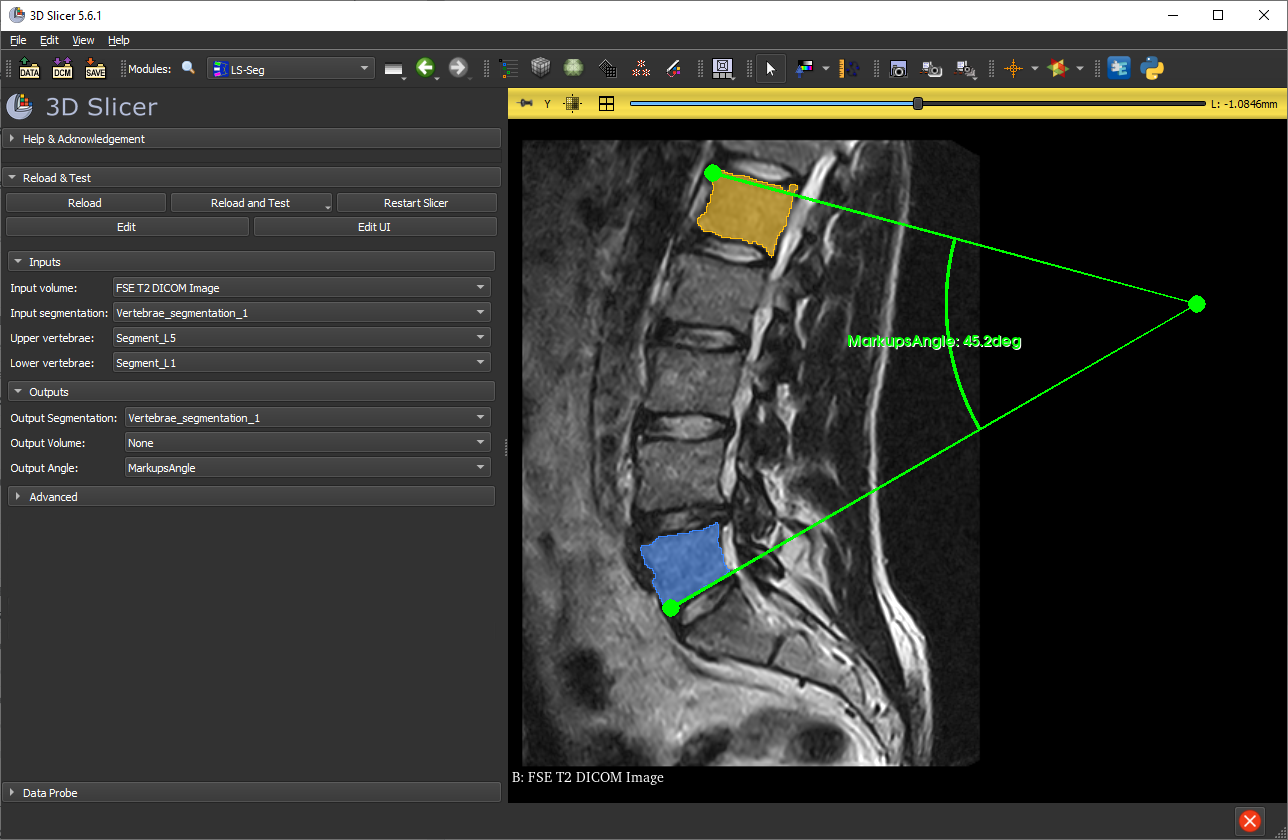 3D Slicer 5.6.1
File Edit View Help
DATA DCM SAVE Modules: LS-Seg
3D Slicer
Y L: -1.0846mm
Help & Acknowledgement
Reload & Test
Reload Reload and Test Restart Slicer
Edit Edit UI
Inputs
Input volume: FSE T2 DICOM Image
Input segmentation: Vertebrae_segmentation_1
Upper vertebrae: Segment_L5
Lower vertebrae: Segment_L1
Outputs
Output Segmentation: Vertebrae_segmentation_1
Output Volume: None
Output Angle: MarkupsAngle
Advanced
MarkupsAngle: 45.2deg
B: FSE T2 DICOM Image
Data Probe